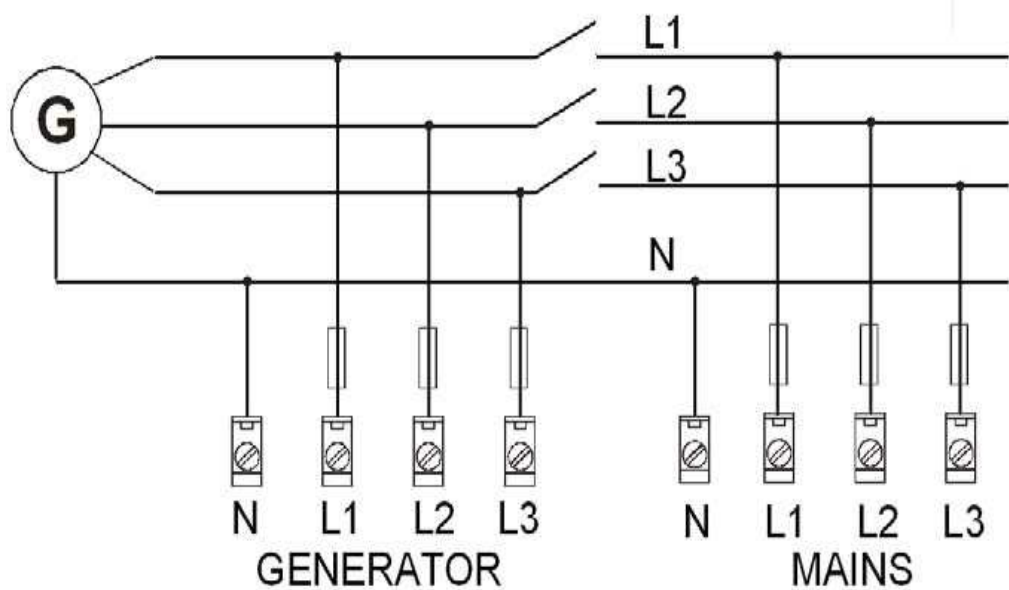 L1
G
L2
L3
N
N L1 L2 L3 N L1 L2 L3
GENERATOR MAINS